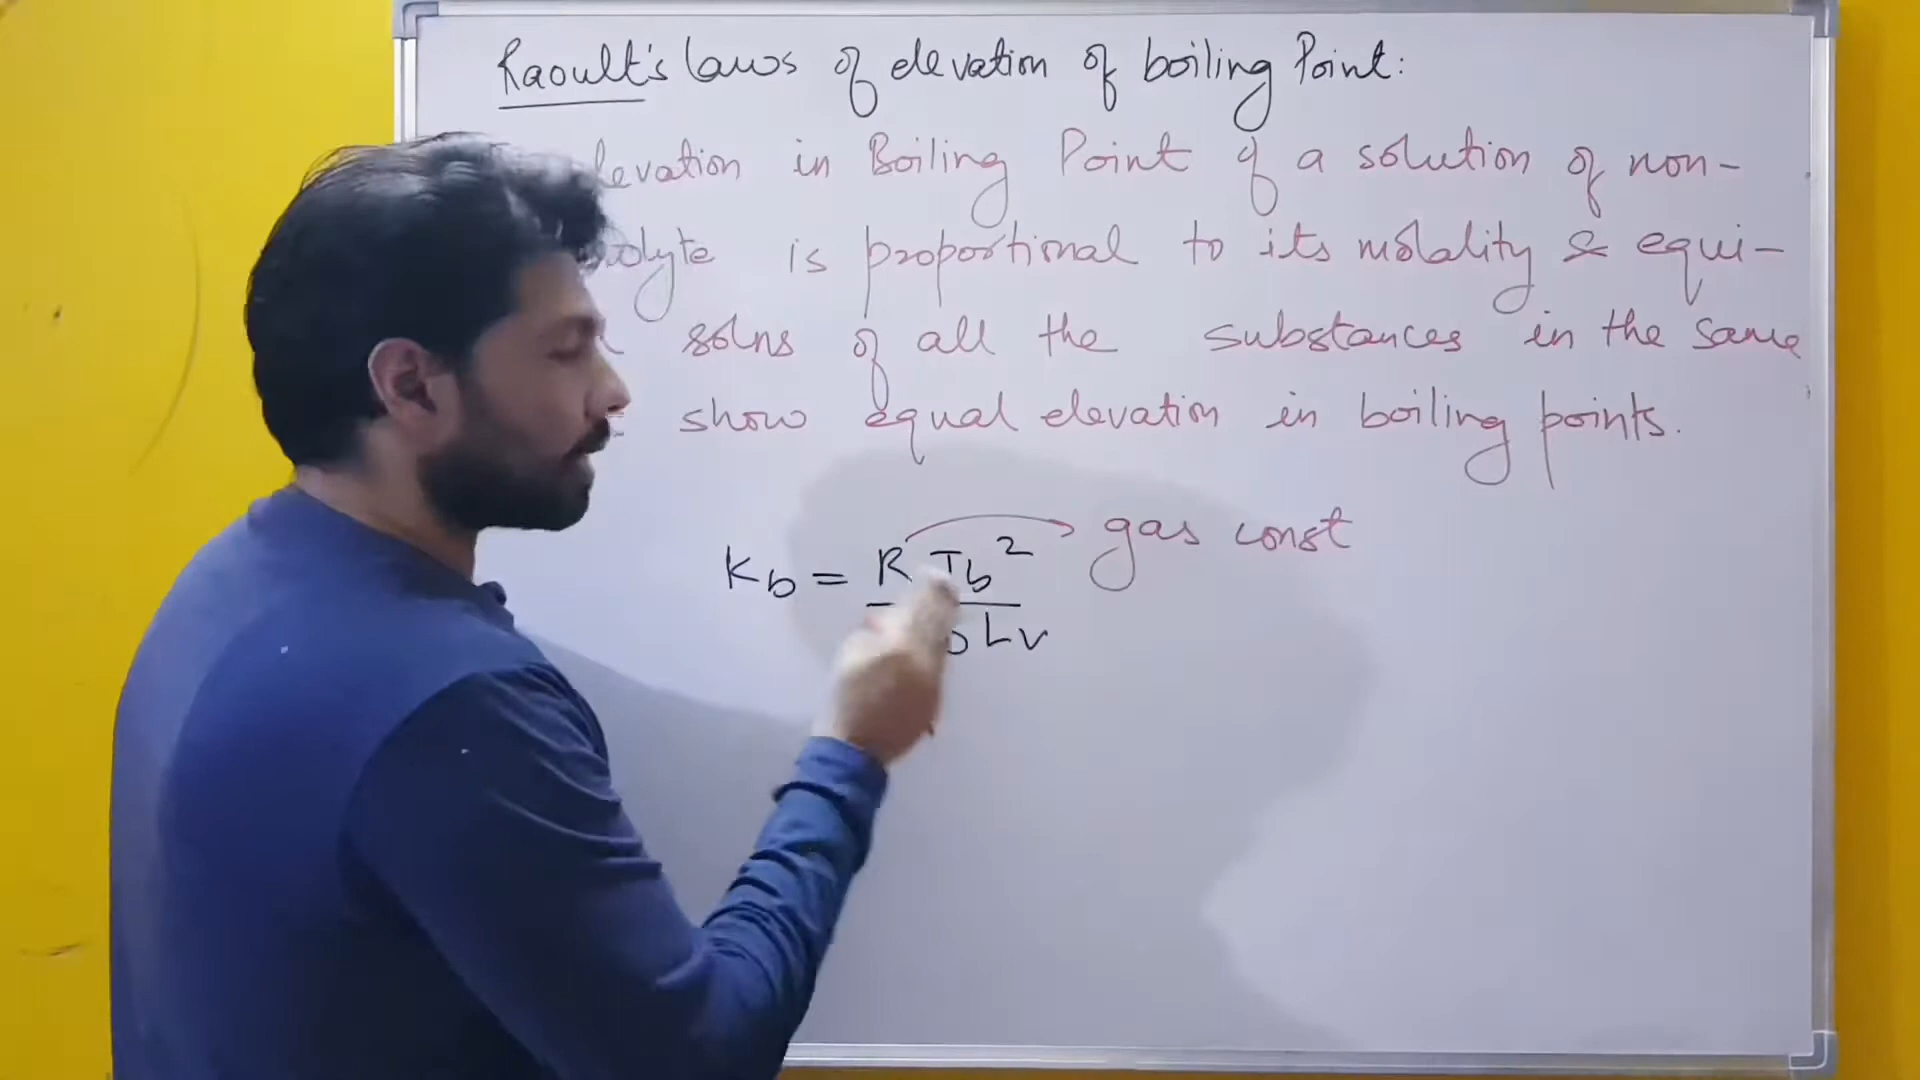 Raoult's laws of elevation of boiling Point:
levation in Boiling Point of a solution of non-
olyte is proportional to its molality & equi-
solns of all the substances in the same
show equal elevation in boiling points.
Kb = R Tb² → gas const
Lv